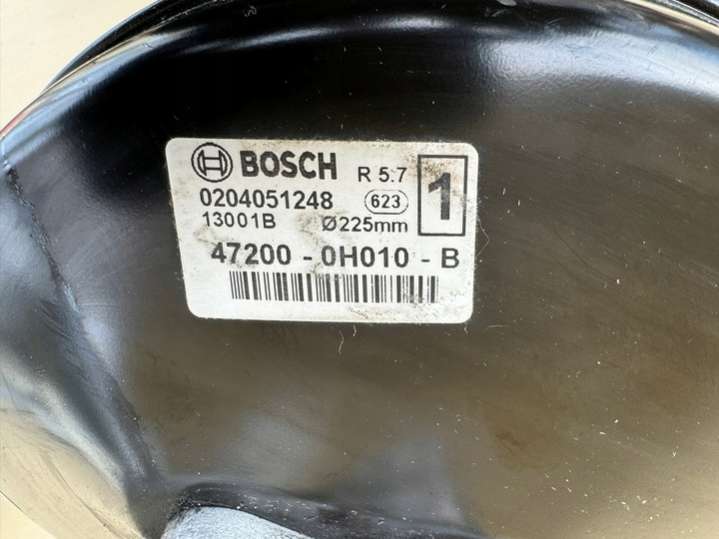 BOSCH R 5:7 1
0204051248 623
13001B Ø225mm
47200 - 0H010 - B